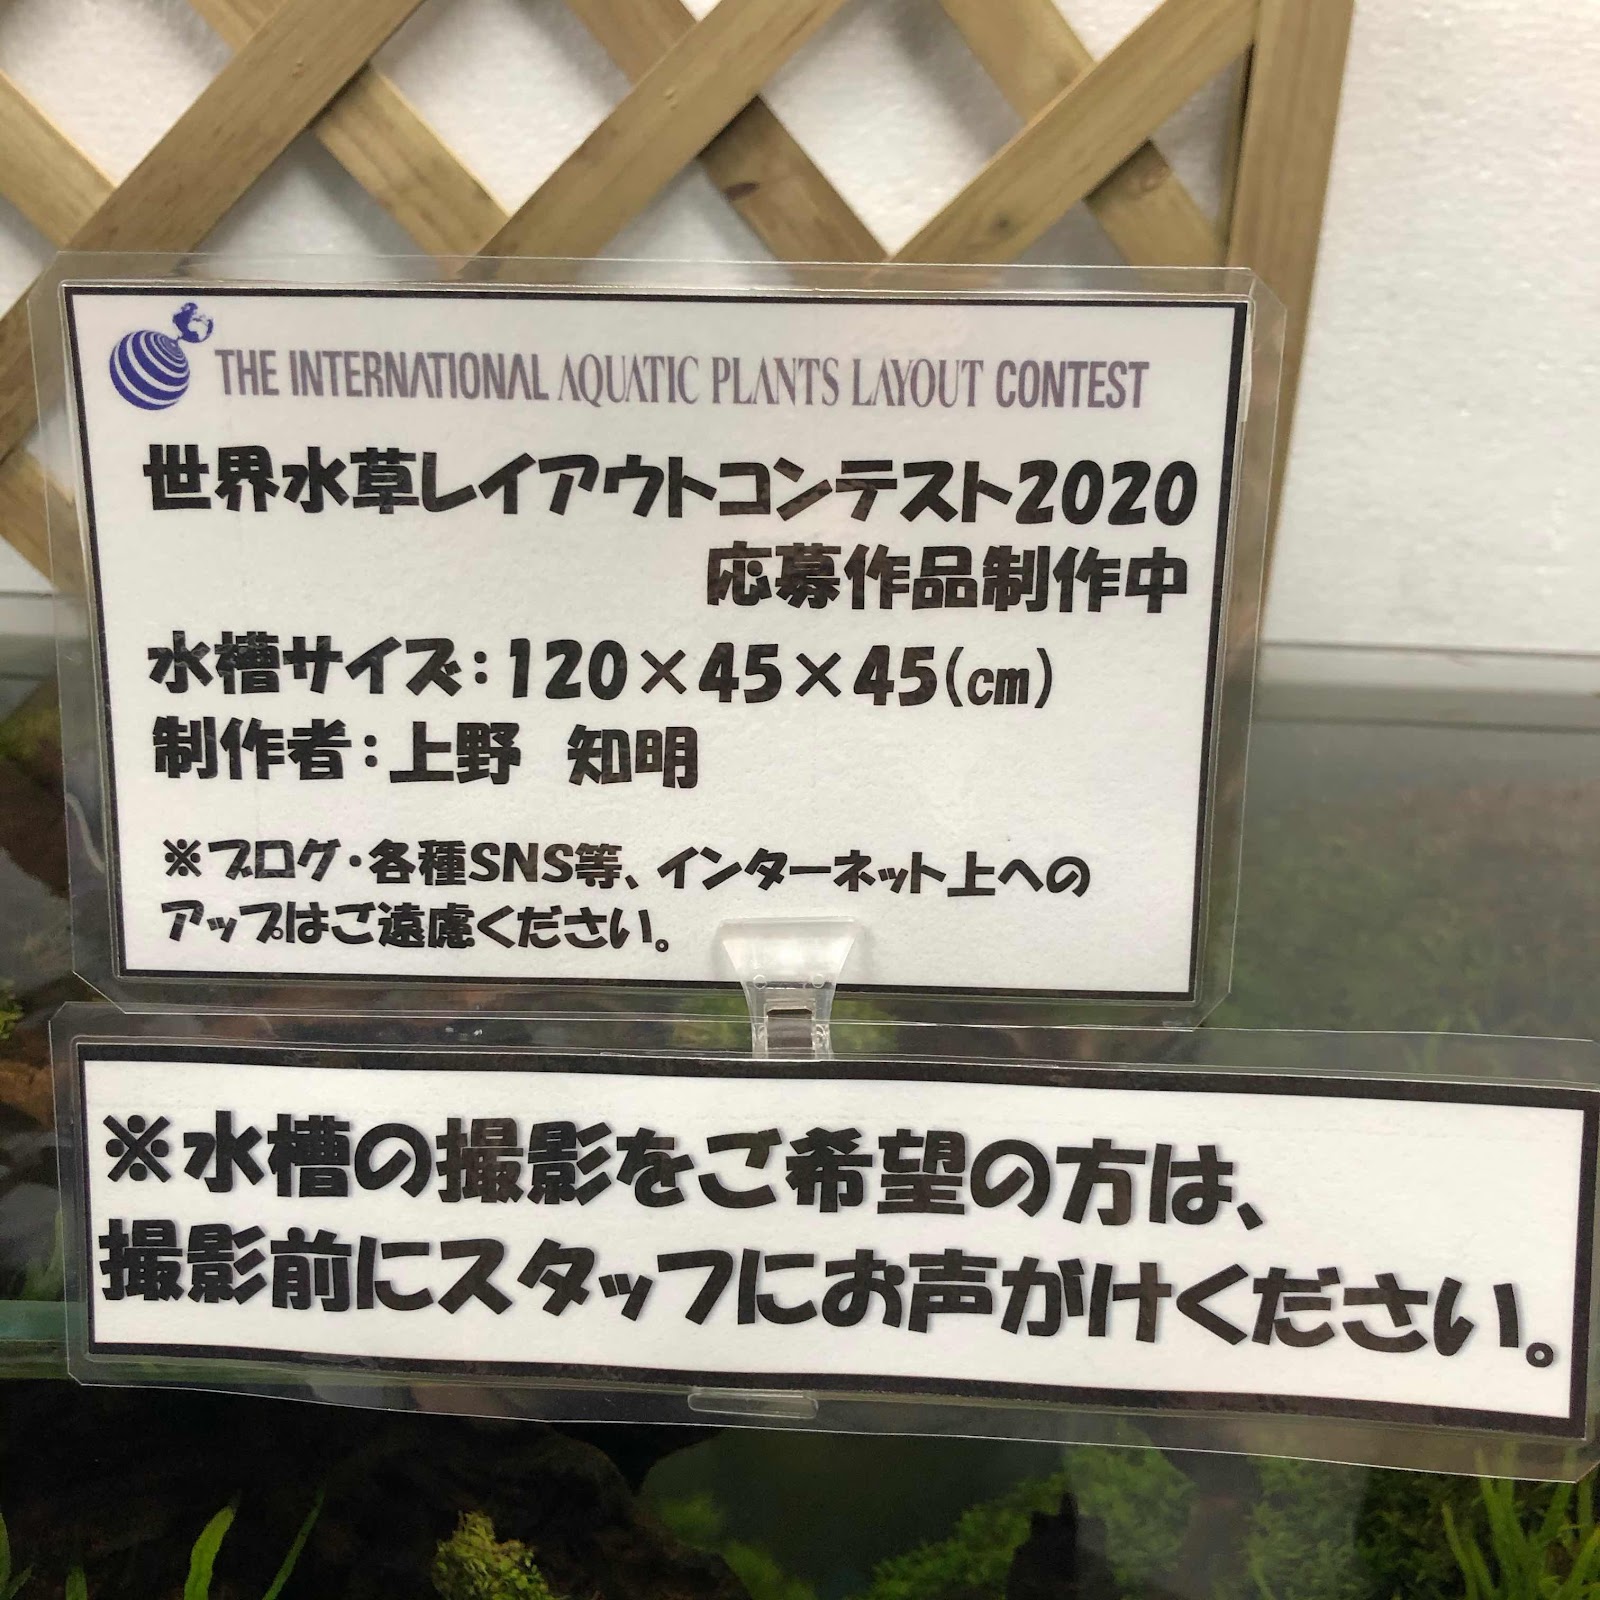 THE INTERNATIONAL AQUATIC PLANTS LAYOUT CONTEST
世界水草レイアウトコンテスト2020
応募作品制作中
水槽サイズ：120×45×45(cm)
制作者：上野　知明
※ブログ・各種SNS等、インターネット上への
アップはご遠慮ください。
※水槽の撮影をご希望の方は、
撮影前にスタッフにお声がけください。